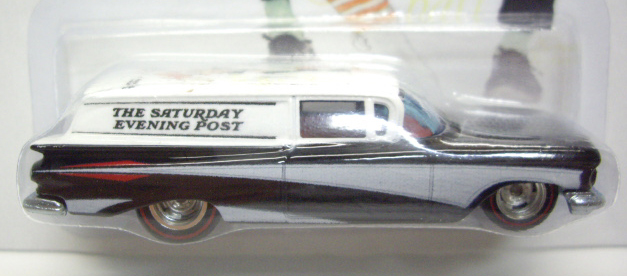 THE SATURDAY
EVENING POST